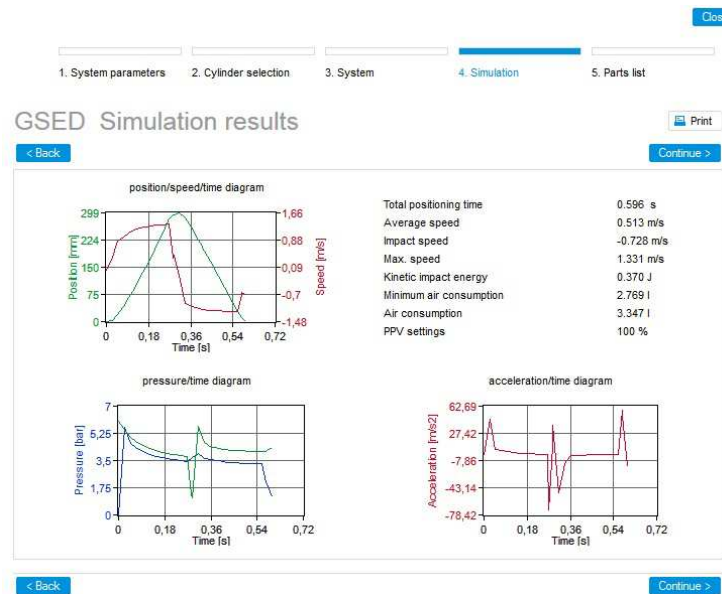 Clos
1. System parameters 2. Cylinder selection 3. System 4. Simulation 5. Parts list
GSED Simulation results
Print
< Back Continue >
position/speed/time diagram
299
224
150
75
0
Position [mm]
1,66
0,88
0,09
-0,7
-1,48
Speed [m/s]
0 0,18 0,36 0,54 0,72
Time [s]
Total positioning time 0.596 s
Average speed 0.513 m/s
Impact speed -0.728 m/s
Max. speed 1.331 m/s
Kinetic impact energy 0.370 J
Minimum air consumption 2.769 l
Air consumption 3.347 l
PPV settings 100 %
pressure/time diagram
7
5,25
3,5
1,75
0
Pressure [bar]
0 0,18 0,36 0,54 0,72
Time [s]
acceleration/time diagram
62,69
27,42
-7,86
-43,14
-78,42
Acceleration [m/s2]
0 0,18 0,36 0,54 0,72
Time [s]
< Back Continue >